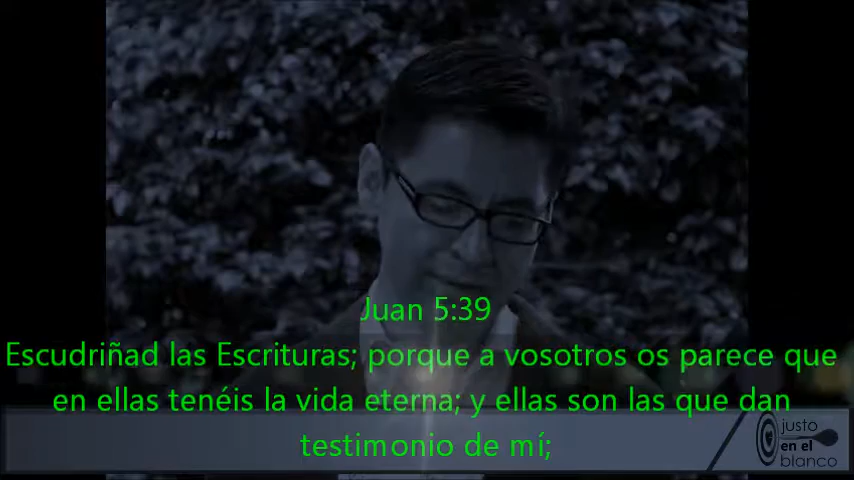 Juan 5:39
Escudriñad las Escrituras; porque a vosotros os parece que
en ellas tenéis la vida eterna; y ellas son las que dan
testimonio de mí;
justo
en el
blanco